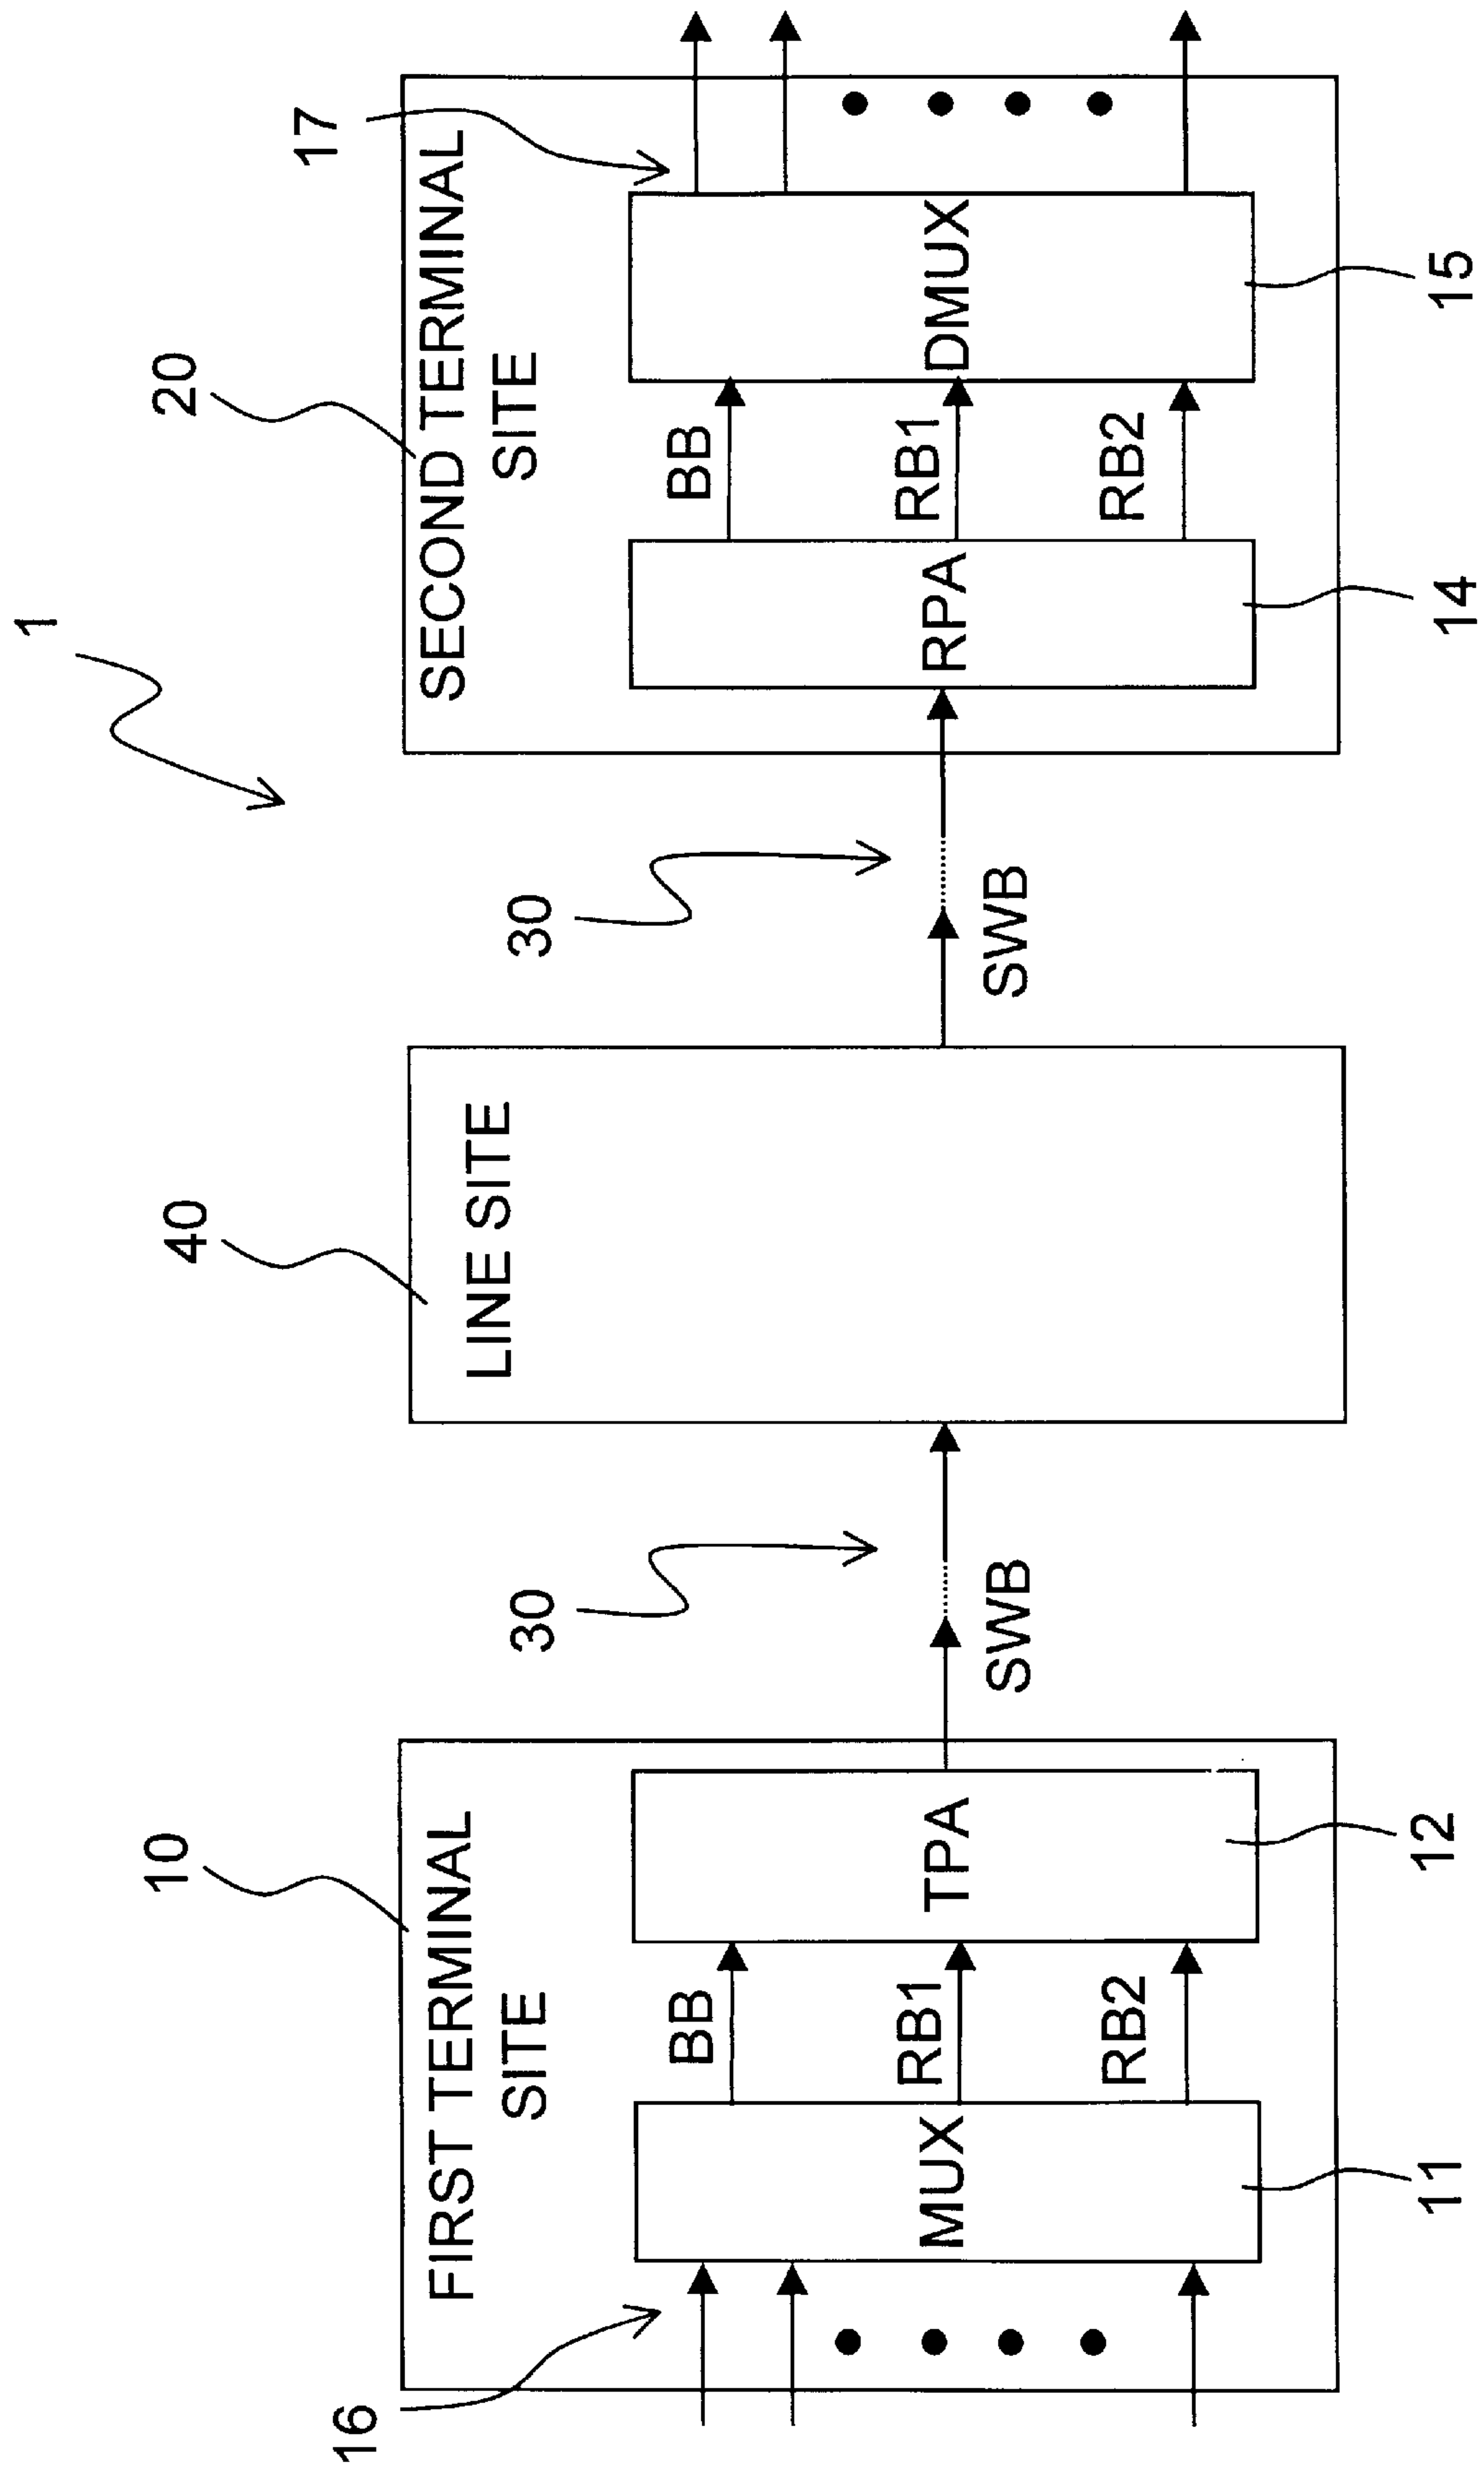 1
10
FIRST TERMINAL
SITE
16
MUX
11
BB
RB1
RB2
TPA
12
30
SWB
40
LINE SITE
30
SWB
20
SECOND TERMINAL
SITE
RPA
14
BB
RB1
RB2
DMUX
15
17